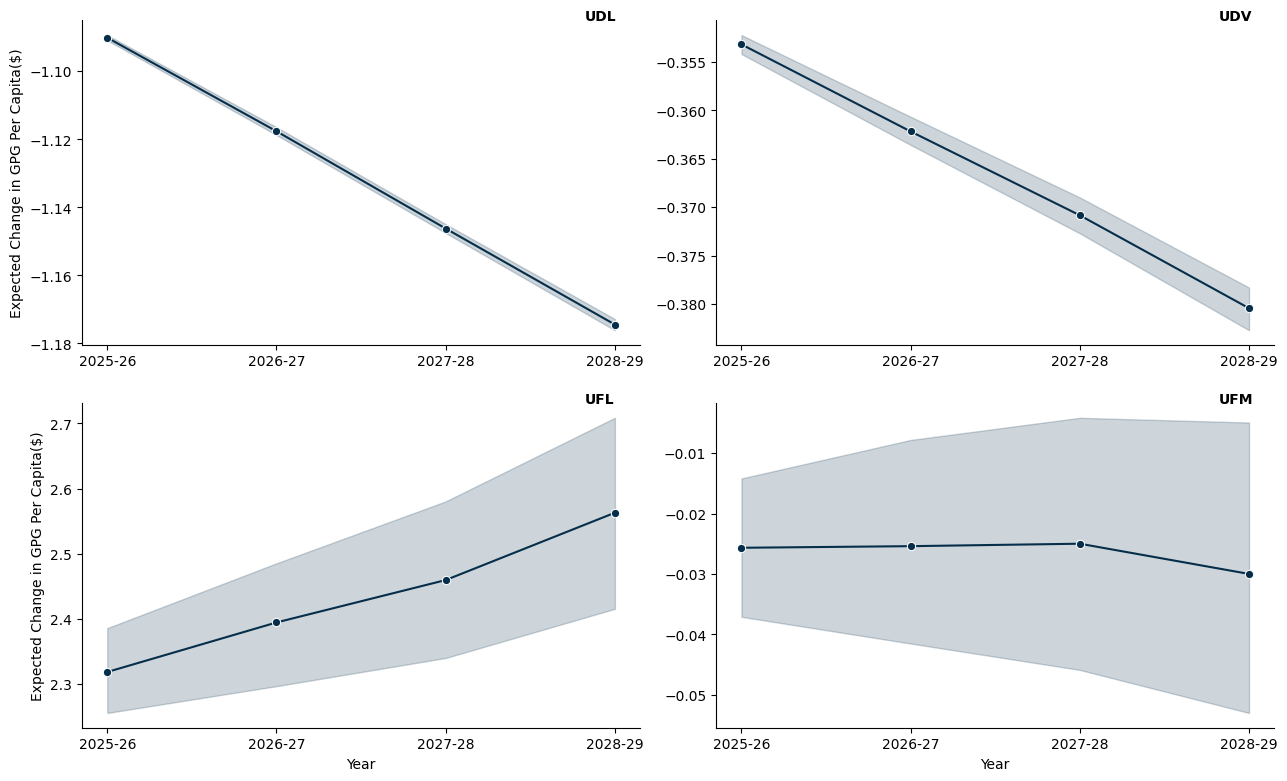 UDL
Expected Change in GPG Per Capita($)
−1.10
−1.12
−1.14
−1.16
−1.18
2025-26 2026-27 2027-28 2028-29
UDV
−0.355
−0.360
−0.365
−0.370
−0.375
−0.380
2025-26 2026-27 2027-28 2028-29
UFL
Expected Change in GPG Per Capita($)
2.7
2.6
2.5
2.4
2.3
2025-26 2026-27 2027-28 2028-29
Year
UFM
−0.01
−0.02
−0.03
−0.04
−0.05
2025-26 2026-27 2027-28 2028-29
Year